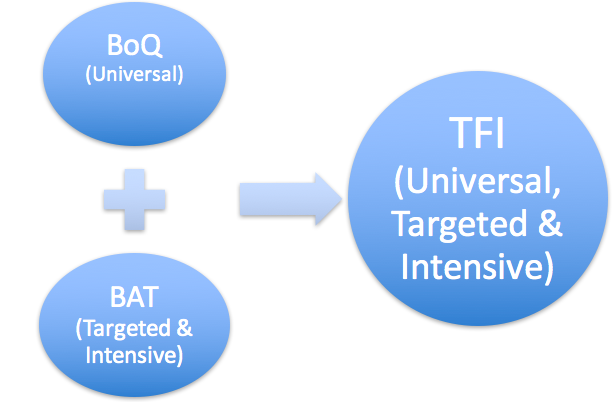 BoQ
(Universal)
BAT
(Targeted &
Intensive)
TFI
(Universal,
Targeted &
Intensive)